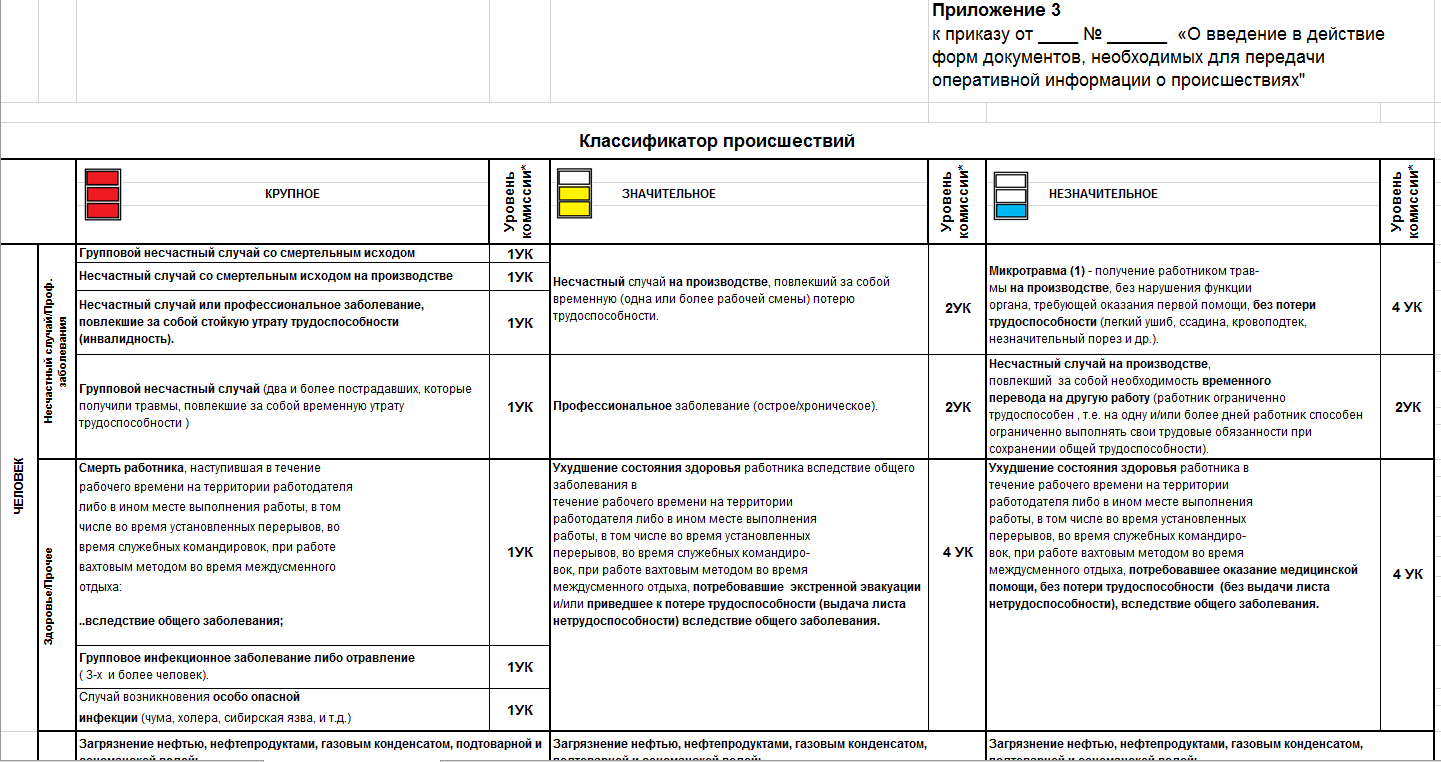 Приложение 3
к приказу от ____ № ______ «О введение в действие
форм документов, необходимых для передачи
оперативной информации о происшествиях"
Классификатор происшествий
КРУПНОЕ
Уровень
комиссии*
ЗНАЧИТЕЛЬНОЕ
Уровень
комиссии*
НЕЗНАЧИТЕЛЬНОЕ
Уровень
комиссии*
ЧЕЛОВЕК
Несчастный случай/Проф.
заболевания
Групповой несчастный случай со смертельным исходом
1УК
Несчастный случай со смертельным исходом на производстве
1УК
Несчастный случай или профессиональное заболевание,
повлекшие за собой стойкую утрату трудоспособности
(инвалидность).
1УК
Несчастный случай на производстве, повлекший за собой
временную (одна или более рабочей смены) потерю
трудоспособности.
2УК
Микротравма (1) - получение работником трав-
мы на производстве, без нарушения функции
органа, требующей оказания первой помощи, без потери
трудоспособности (легкий ушиб, ссадина, кровоподтек,
незначительный порез и др.).
4 УК
Групповой несчастный случай (два и более пострадавших, которые
получили травмы, повлекшие за собой временную утрату
трудоспособности )
1УК
Профессиональное заболевание (острое/хроническое).
2УК
Несчастный случай на производстве,
повлекший за собой необходимость временного
перевода на другую работу (работник ограниченно
трудоспособен , т.е. на одну и/или более дней работник способен
ограниченно выполнять свои трудовые обязанности при
сохранении общей трудоспособности).
2УК
Здоровье/Прочее
Смерть работника, наступившая в течение
рабочего времени на территории работодателя
либо в ином месте выполнения работы, в том
числе во время установленных перерывов, во
время служебных командировок, при работе
вахтовым методом во время междусменного
отдыха:
..вследствие общего заболевания;
1УК
Групповое инфекционное заболевание либо отравление
( 3-х и более человек).
1УК
Случай возникновения особо опасной
инфекции (чума, холера, сибирская язва, и т.д.)
1УК
Ухудшение состояния здоровья работника вследствие общего
заболевания в
течение рабочего времени на территории
работодателя либо в ином месте выполнения
работы, в том числе во время установленных
перерывов, во время служебных командиро-
вок, при работе вахтовым методом во время
междусменного отдыха, потребовавшие экстренной эвакуации
и/или приведшее к потере трудоспособности (выдача листа
нетрудоспособности) вследствие общего заболевания.
4 УК
Ухудшение состояния здоровья работника в
течение рабочего времени на территории
работодателя либо в ином месте выполнения
работы, в том числе во время установленных
перерывов, во время служебных командиро-
вок, при работе вахтовым методом во время
междусменного отдыха, потребовавшее оказание медицинской
помощи, без потери трудоспособности (без выдачи листа
нетрудоспособности), вследствие общего заболевания.
4 УК
Загрязнение нефтью, нефтепродуктами, газовым конденсатом, подтоварной и
Загрязнение нефтью, нефтепродуктами, газовым конденсатом,
Загрязнение нефтью, нефтепродуктами, газовым конденсатом,